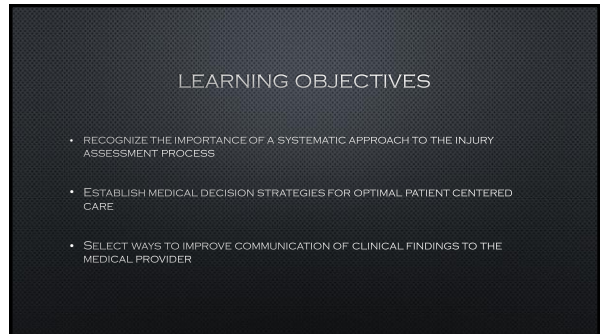 LEARNING OBJECTIVES
• RECOGNIZE THE IMPORTANCE OF A SYSTEMATIC APPROACH TO THE INJURY
ASSESSMENT PROCESS
• ESTABLISH MEDICAL DECISION STRATEGIES FOR OPTIMAL PATIENT CENTERED
CARE
• SELECT WAYS TO IMPROVE COMMUNICATION OF CLINICAL FINDINGS TO THE
MEDICAL PROVIDER